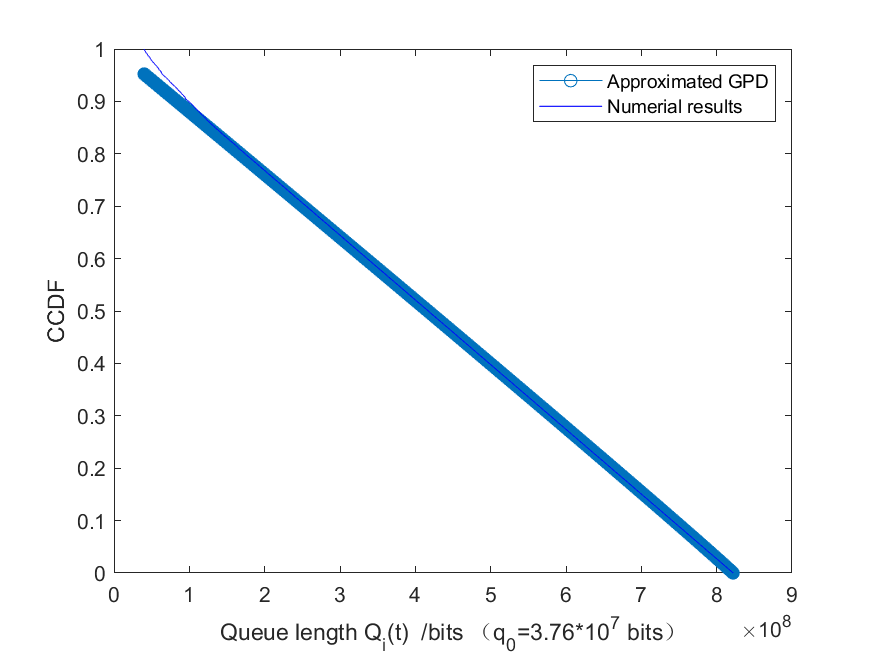 Approximated GPD
Numerial results
1
0.9
0.8
0.7
0.6
0.5
0.4
0.3
0.2
0.1
0
CCDF
0 1 2 3 4 5 6 7 8 9
×10^8
Queue length Q_i(t) /bits （q_0=3.76*10^7 bits）